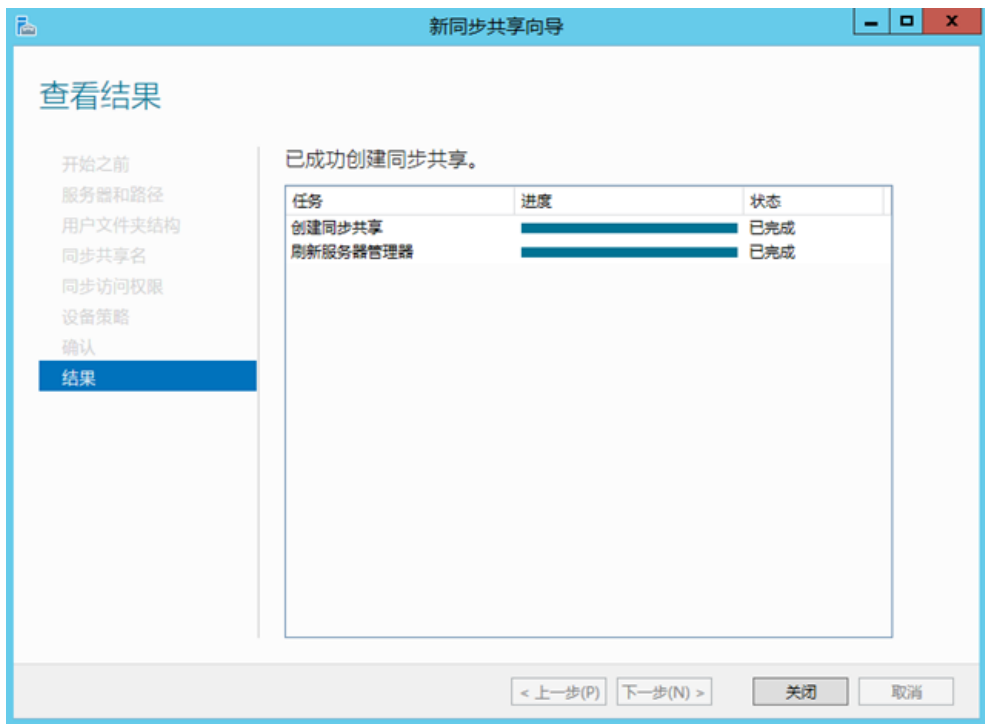 新同步共享向导
查看结果
开始之前
服务器和路径
用户文件夹结构
同步共享名
同步访问权限
设备策略
确认
结果
已成功创建同步共享。
任务 进度 状态
创建同步共享 已完成
刷新服务器管理器 已完成
< 上一步(P) 下一步(N) > 关闭 取消